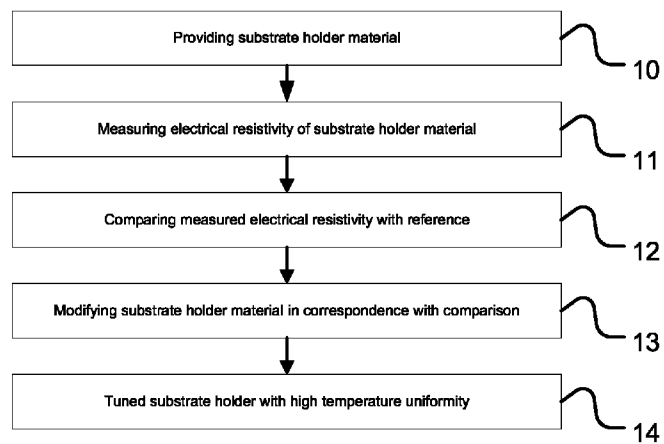 Providing substrate holder material
10
Measuring electrical resistivity of substrate holder material
11
Comparing measured electrical resistivity with reference
12
Modifying substrate holder material in correspondence with comparison
13
Tuned substrate holder with high temperature uniformity
14